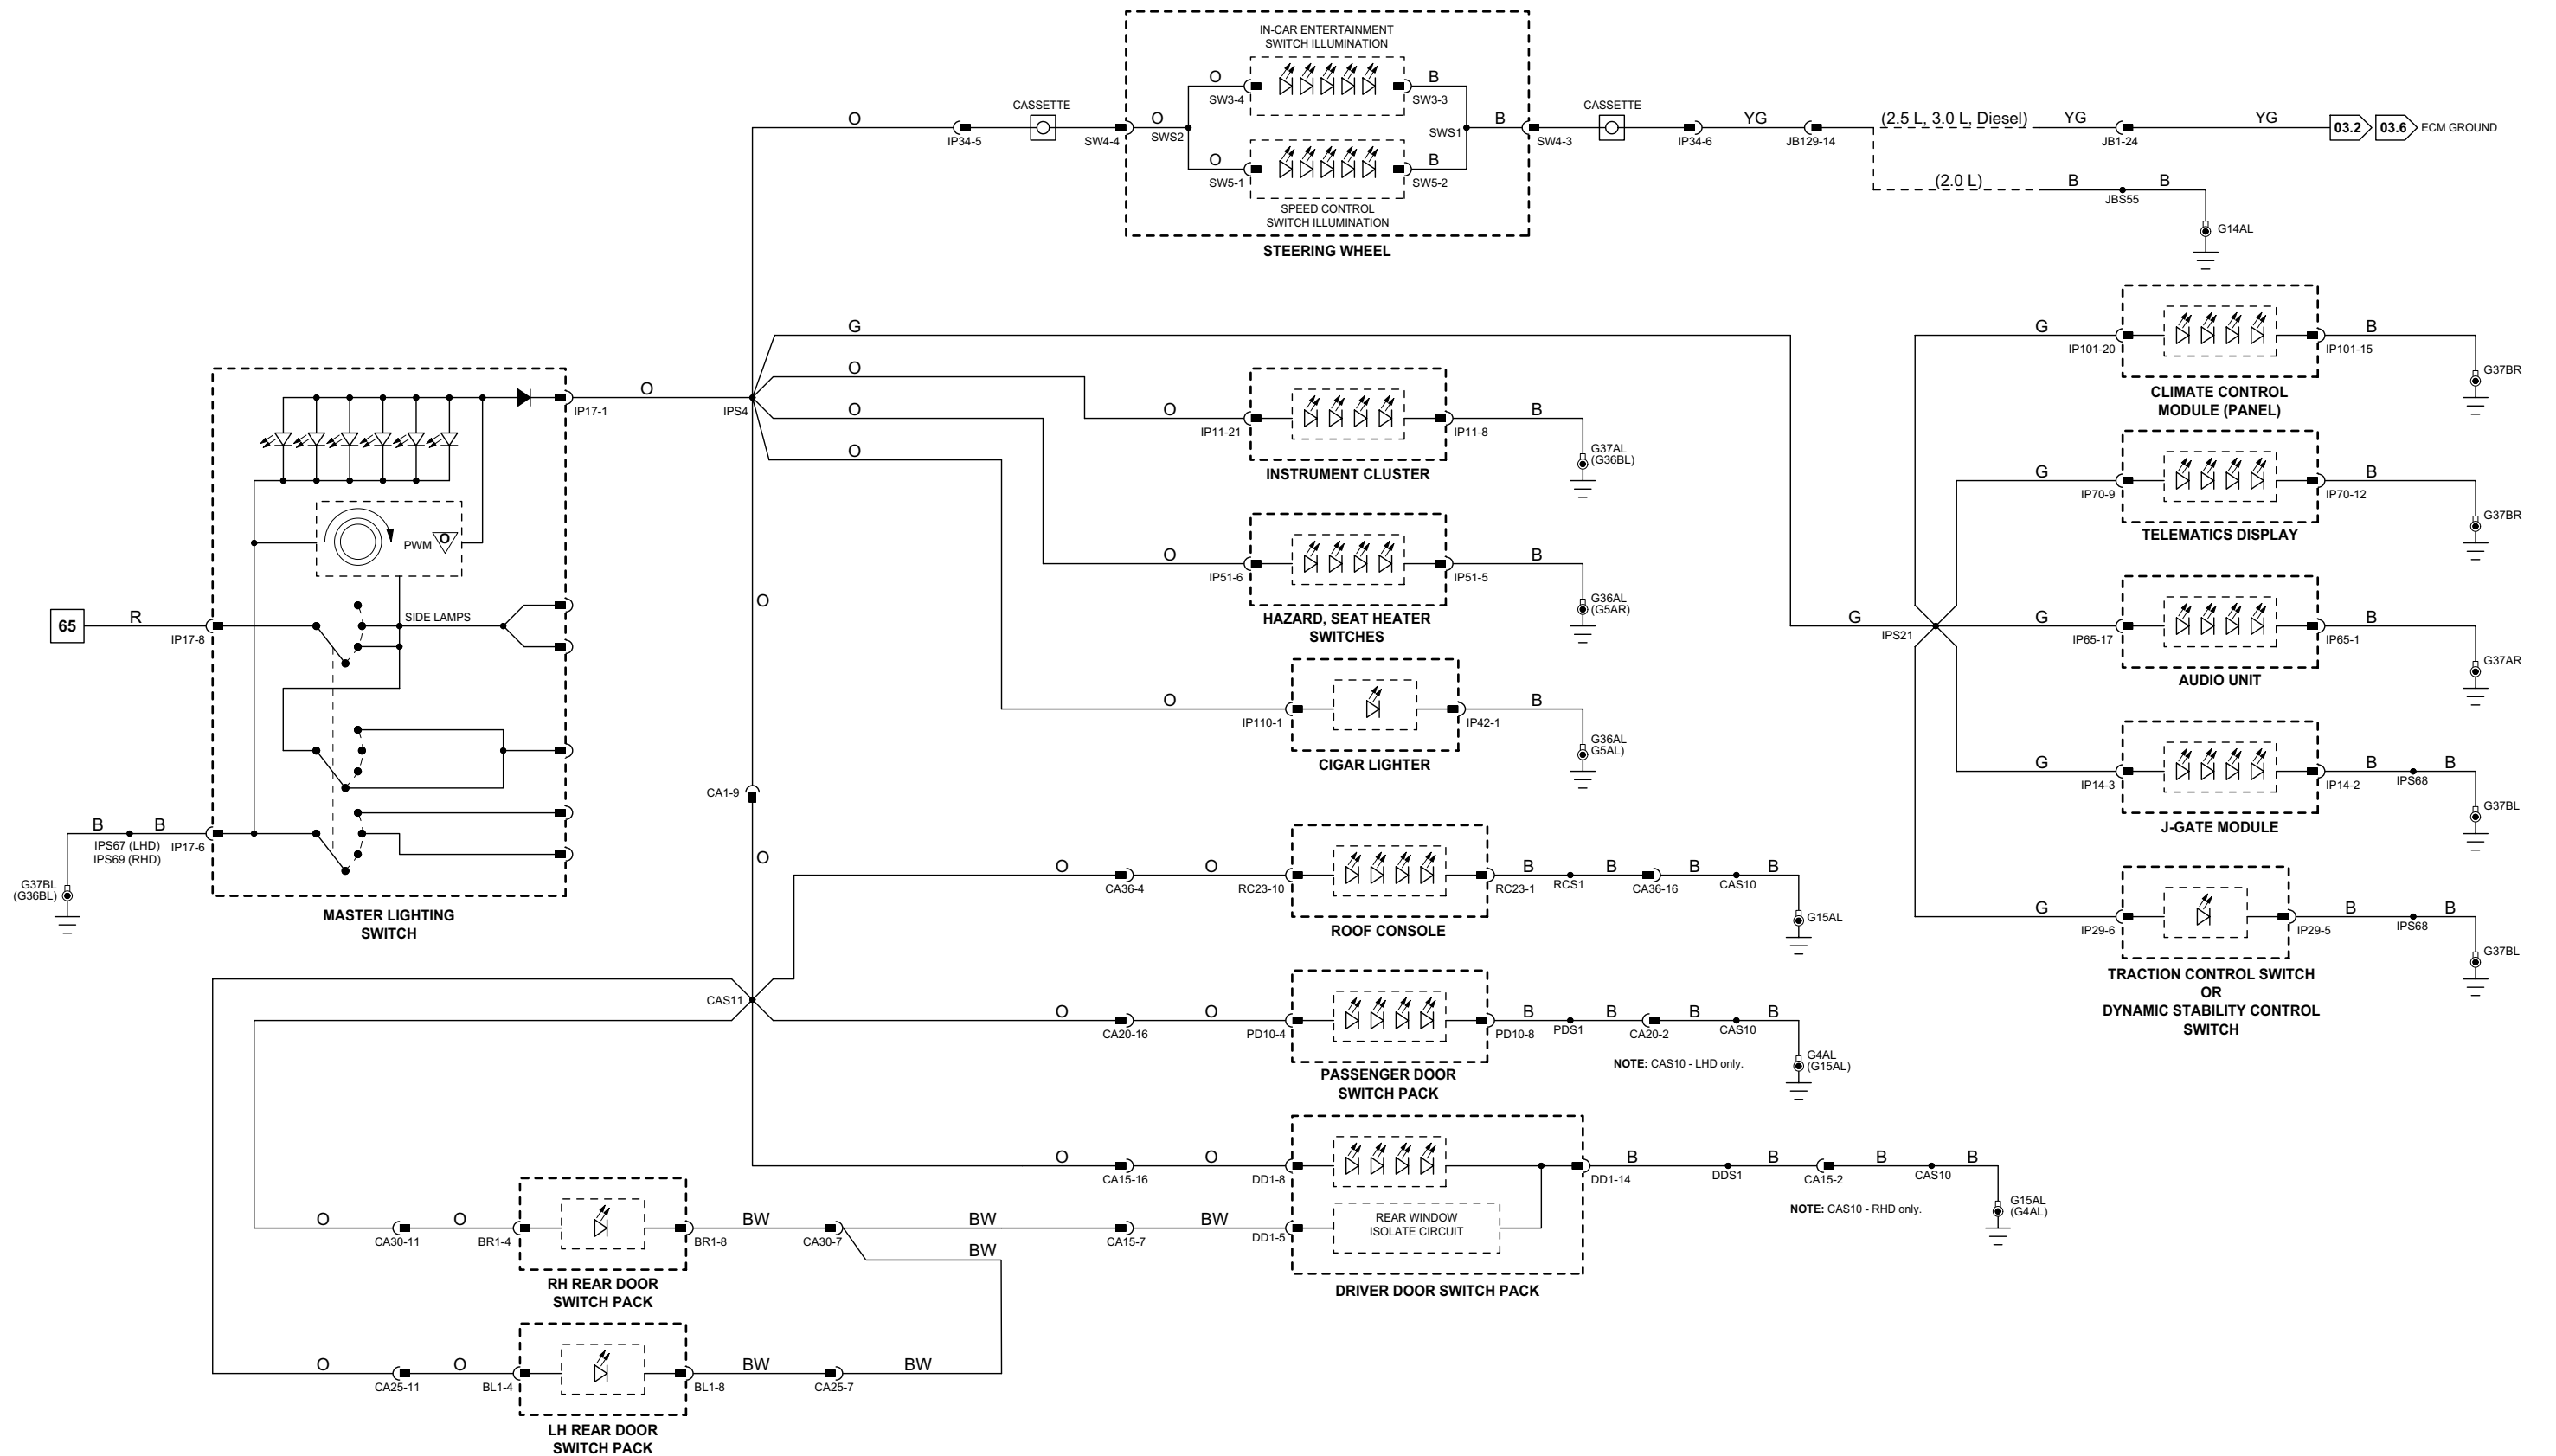 IN-CAR ENTERTAINMENT
SWITCH ILLUMINATION
O
SW3-4
B
SW3-3
CASSETTE
CASSETTE
O
IP34-5
SW4-4
O
SWS2
SWS1
B
SW4-3
IP34-6
YG
JB129-14
(2.5 L, 3.0 L, Diesel)
YG
JB1-24
YG
03.2
03.6
ECM GROUND
O
SW5-1
B
SW5-2
SPEED CONTROL
SWITCH ILLUMINATION
STEERING WHEEL
(2.0 L)
B
B
JBS55
G14AL
G
G
IP101-20
B
IP101-15
G37BR
CLIMATE CONTROL
MODULE (PANEL)
O
IP17-1
IPS4
O
O
IP11-21
B
IP11-8
G37AL
(G36BL)
INSTRUMENT CLUSTER
O
O
G
IP70-9
B
IP70-12
G37BR
TELEMATICS DISPLAY
PWM
O
O
IP51-6
B
IP51-5
G36AL
(G5AR)
HAZARD, SEAT HEATER
SWITCHES
O
65
R
IP17-8
SIDE LAMPS
G
IPS21
G
IP65-17
B
IP65-1
G37AR
AUDIO UNIT
O
IP110-1
B
IP42-1
G36AL
G5AL)
CIGAR LIGHTER
G
IP14-3
B
IP14-2
IPS68
B
G37BL
J-GATE MODULE
CA1-9
B
B
IPS67 (LHD)
IPS69 (RHD)
IP17-6
G37BL
(G36BL)
MASTER LIGHTING
SWITCH
O
O
CA36-4
O
RC23-10
B
RC23-1
RCS1
B
CA36-16
B
CAS10
B
G15AL
ROOF CONSOLE
G
IP29-6
B
IP29-5
IPS68
B
G37BL
TRACTION CONTROL SWITCH
OR
DYNAMIC STABILITY CONTROL
SWITCH
CAS11
O
CA20-16
O
PD10-4
B
PD10-8
PDS1
B
CA20-2
B
CAS10
B
NOTE: CAS10 - LHD only.
G4AL
(G15AL)
PASSENGER DOOR
SWITCH PACK
O
CA15-16
O
DD1-8
B
DD1-14
DDS1
B
CA15-2
B
CAS10
B
NOTE: CAS10 - RHD only.
G15AL
(G4AL)
O
CA30-11
O
BR1-4
BW
BR1-8
CA30-7
BW
CA15-7
BW
DD1-5
REAR WINDOW
ISOLATE CIRCUIT
DRIVER DOOR SWITCH PACK
BW
RH REAR DOOR
SWITCH PACK
O
CA25-11
O
BL1-4
BW
BL1-8
CA25-7
BW
LH REAR DOOR
SWITCH PACK